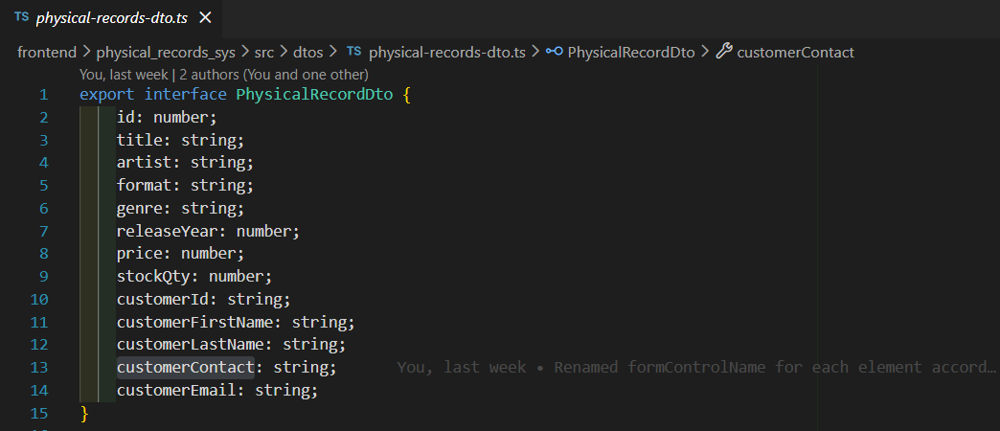 TS physical-records-dto.ts ×
frontend > physical_records_sys > src > dtos > TS physical-records-dto.ts > PhysicalRecordDto > customerContact
You, last week | 2 authors (You and one other)
1 export interface PhysicalRecordDto {
2 id: number;
3 title: string;
4 artist: string;
5 format: string;
6 genre: string;
7 releaseYear: number;
8 price: number;
9 stockQty: number;
10 customerId: string;
11 customerFirstName: string;
12 customerLastName: string;
13 customerContact: string; You, last week • Renamed formControlName for each element accord…
14 customerEmail: string;
15 }